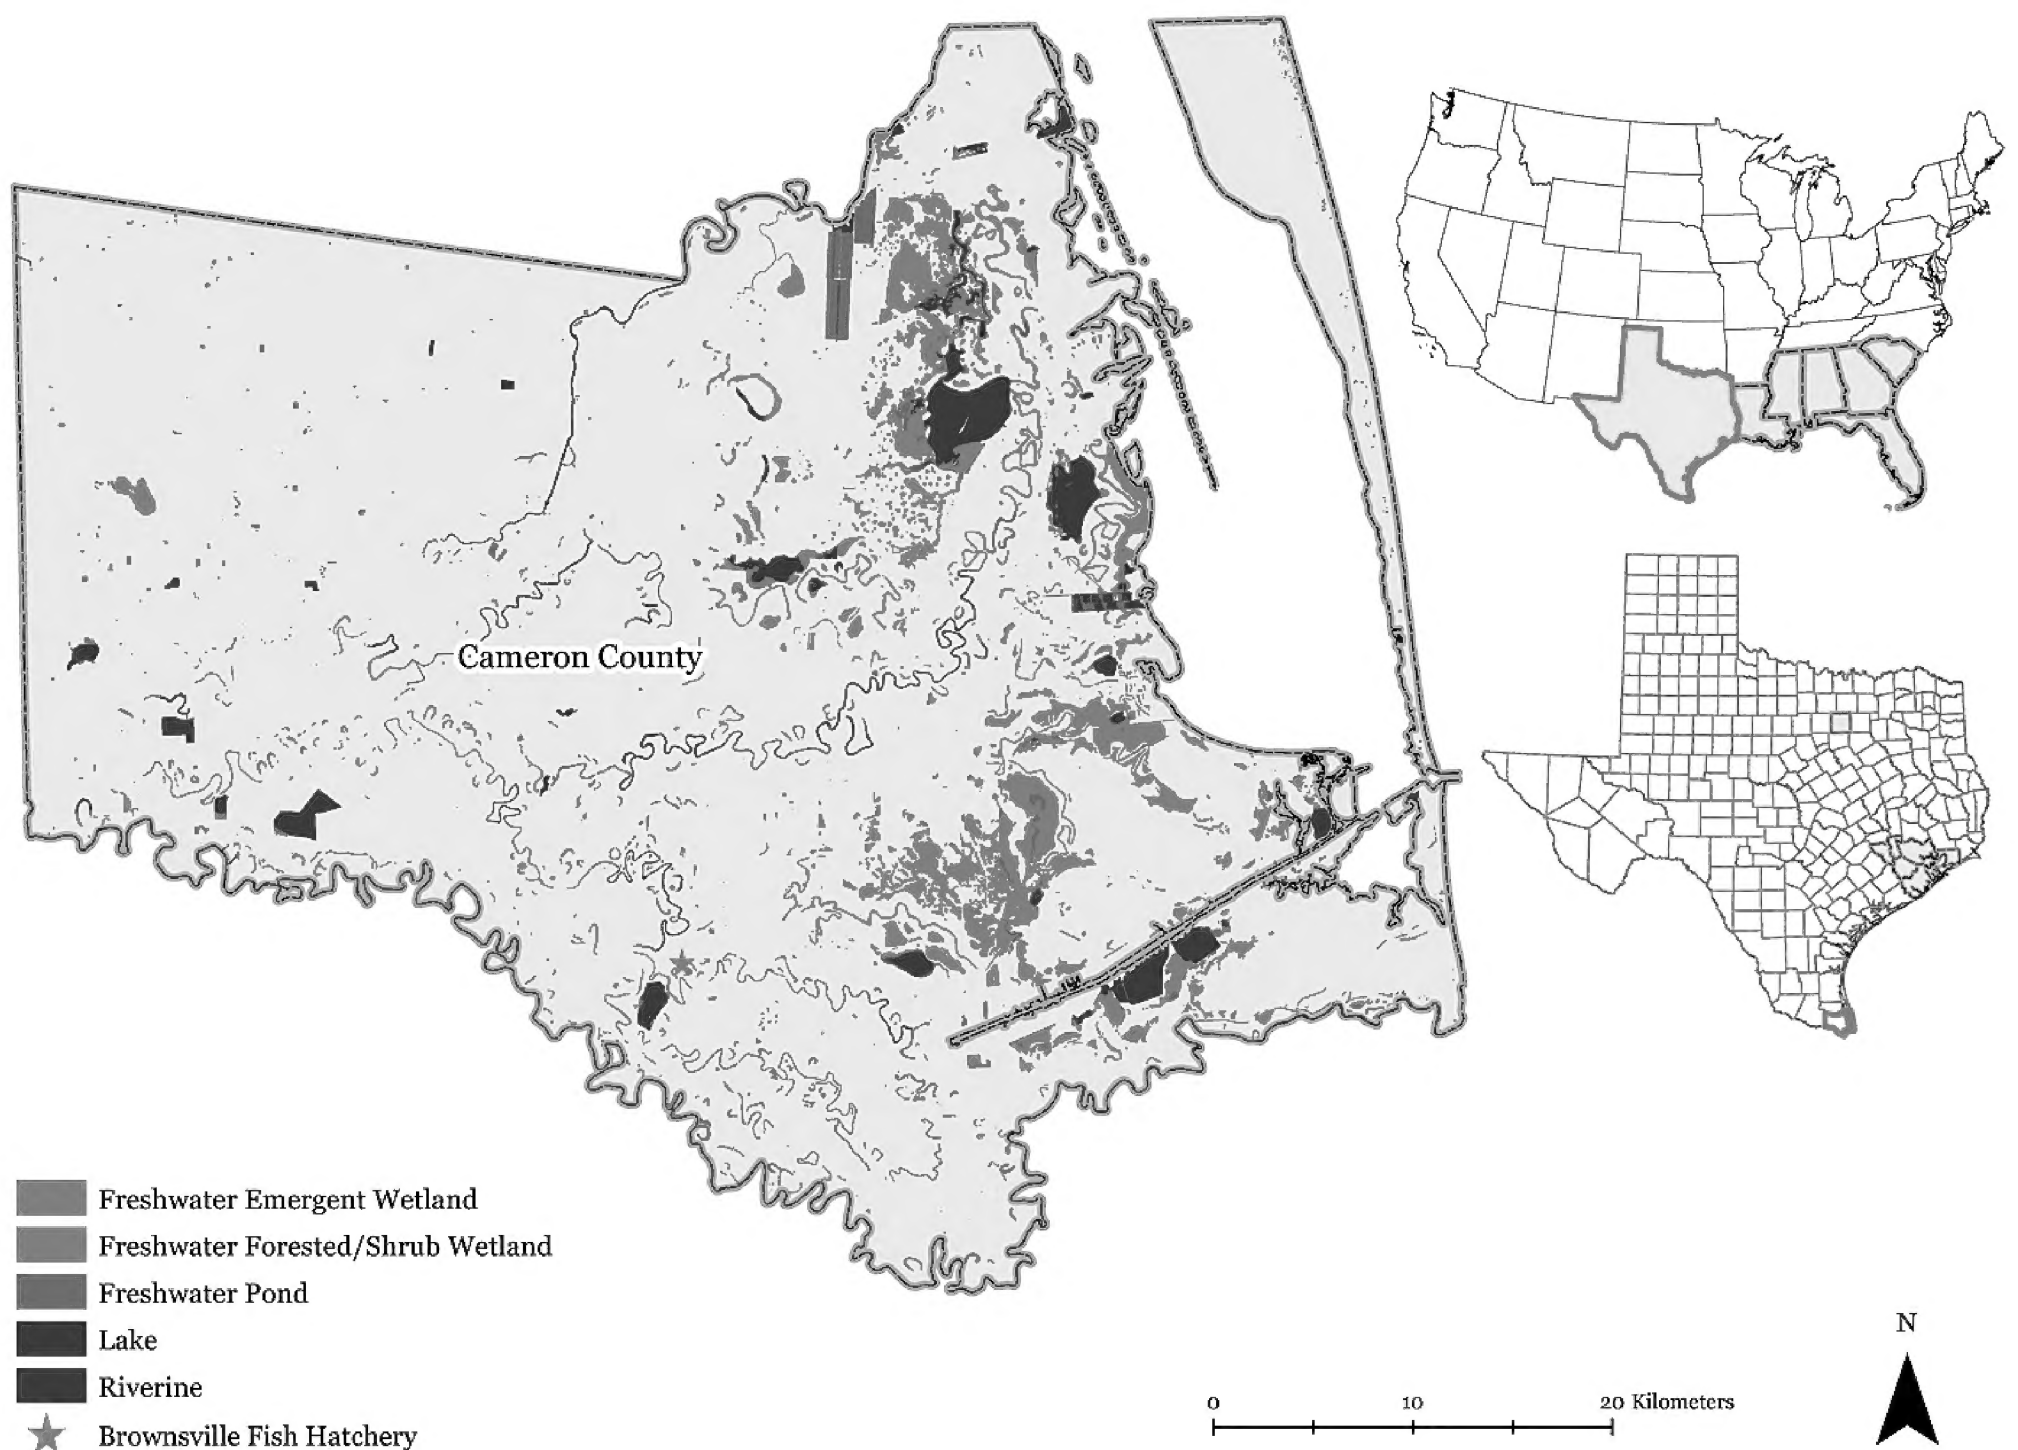 Cameron County
Freshwater Emergent Wetland
Freshwater Forested/Shrub Wetland
Freshwater Pond
Lake
Riverine
Brownsville Fish Hatchery
0 10 20 Kilometers
N